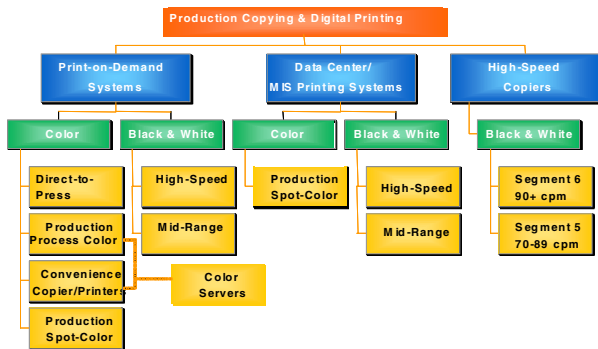 Production Copying & Digital Printing
Print-on-Demand
Systems
Data Center/
MIS Printing Systems
High-Speed
Copiers
Color
Black & White
Color
Black & White
Black & White
Direct-to-
Press
High-Speed
Production
Spot-Color
High-Speed
Segment 6
90+ cpm
Production
Process Color
Mid-Range
Mid-Range
Segment 5
70-89 cpm
Convenience
Copier/Printers
Color
Servers
Production
Spot-Color